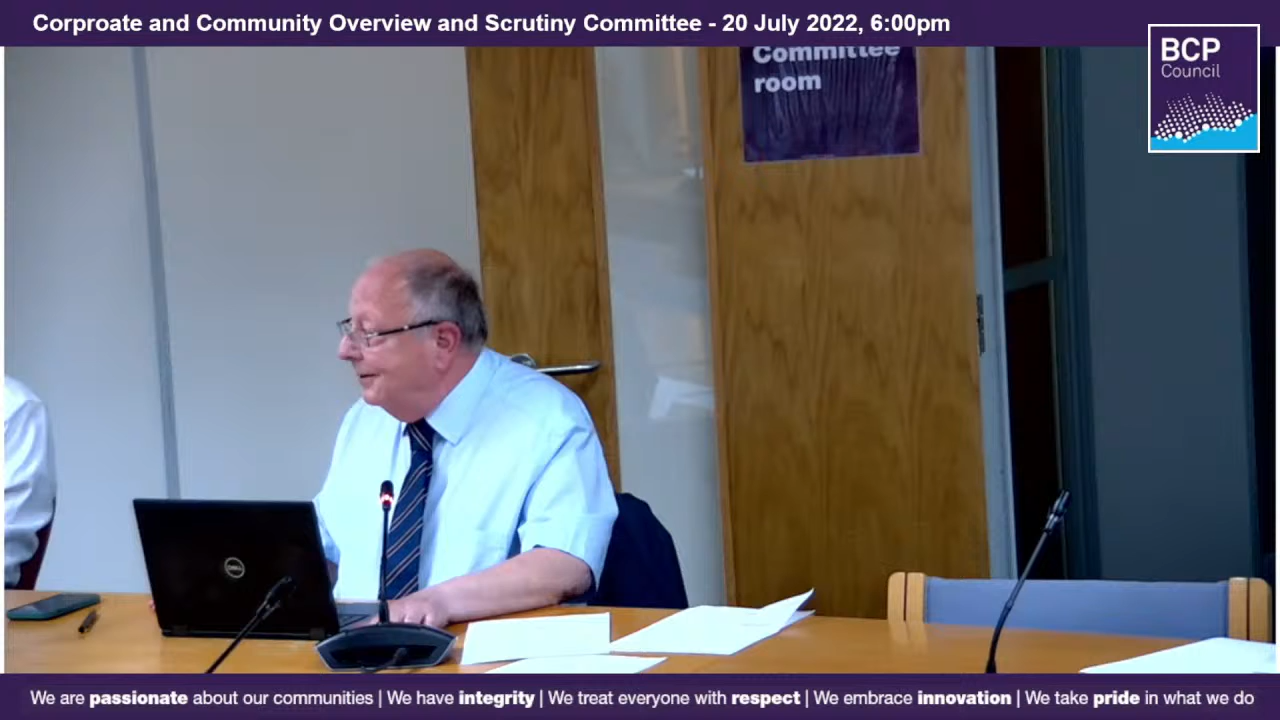 Corproate and Community Overview and Scrutiny Committee - 20 July 2022, 6:00pm
BCP
Council
Committee
room
DELL
We are passionate about our communities | We have integrity | We treat everyone with respect | We embrace innovation | We take pride in what we do